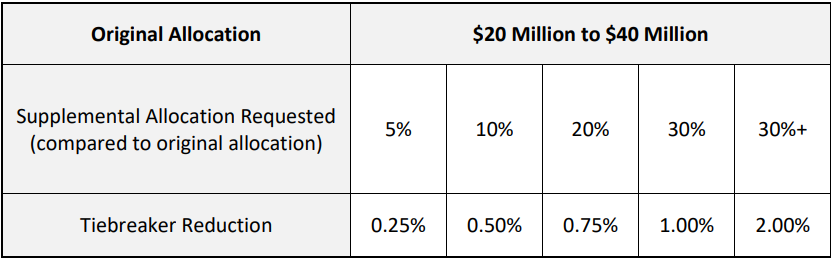 Original Allocation $20 Million to $40 Million
Supplemental Allocation Requested
(compared to original allocation) 5% 10% 20% 30% 30%+
Tiebreaker Reduction 0.25% 0.50% 0.75% 1.00% 2.00%